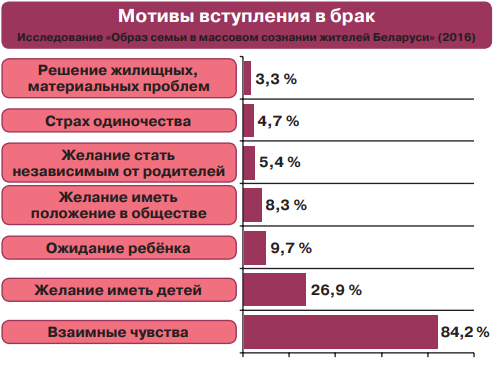 Мотивы вступления в брак
Исследование «Образ семьи в массовом сознании жителей Беларуси» (2016)
Решение жилищных,
материальных проблем
3,3 %
Страх одиночества
4,7 %
Желание стать
независимым от родителей
5,4 %
Желание иметь
положение в обществе
8,3 %
Ожидание ребёнка
9,7 %
Желание иметь детей
26,9 %
Взаимные чувства
84,2 %